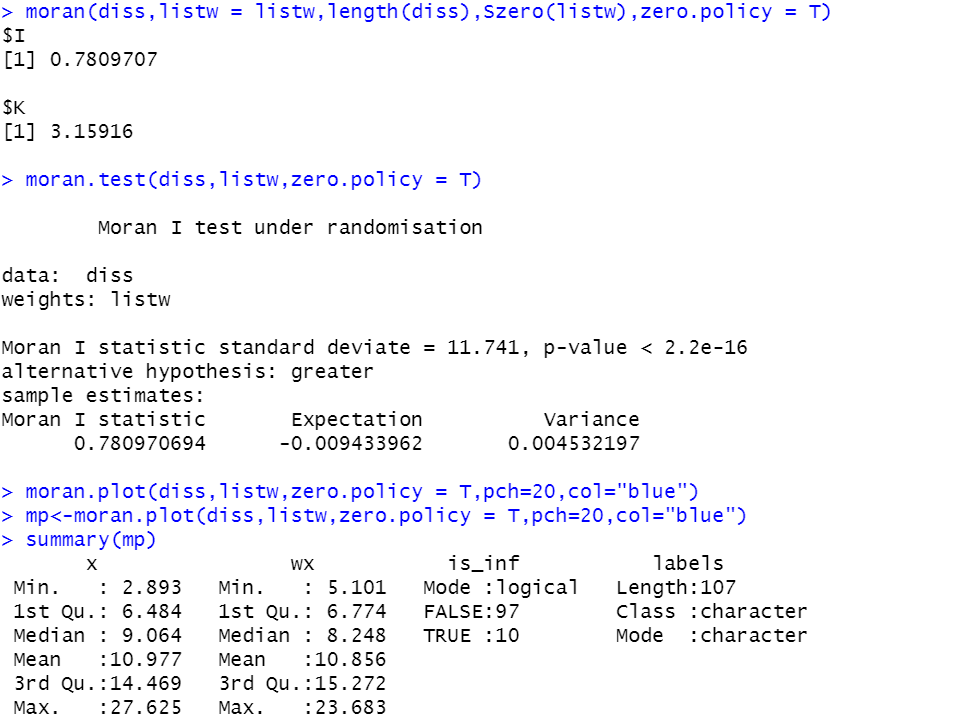 > moran(diss,listw = listw,length(diss),Szero(listw),zero.policy = T)
$I
[1] 0.7809707
$K
[1] 3.15916
> moran.test(diss,listw,zero.policy = T)
Moran I test under randomisation
data:  diss
weights: listw
Moran I statistic standard deviate = 11.741, p-value < 2.2e-16
alternative hypothesis: greater
sample estimates:
Moran I statistic       Expectation          Variance
      0.780970694      -0.009433962       0.004532197
> moran.plot(diss,listw,zero.policy = T,pch=20,col="blue")
> mp<-moran.plot(diss,listw,zero.policy = T,pch=20,col="blue")
> summary(mp)
       x                wx           is_inf           labels
 Min.   : 2.893   Min.   : 5.101   Mode :logical   Length:107
 1st Qu.: 6.484   1st Qu.: 6.774   FALSE:97        Class :character
 Median : 9.064   Median : 8.248   TRUE :10        Mode  :character
 Mean   :10.977   Mean   :10.856
 3rd Qu.:14.469   3rd Qu.:15.272
 Max.   :27.625   Max.   :23.683